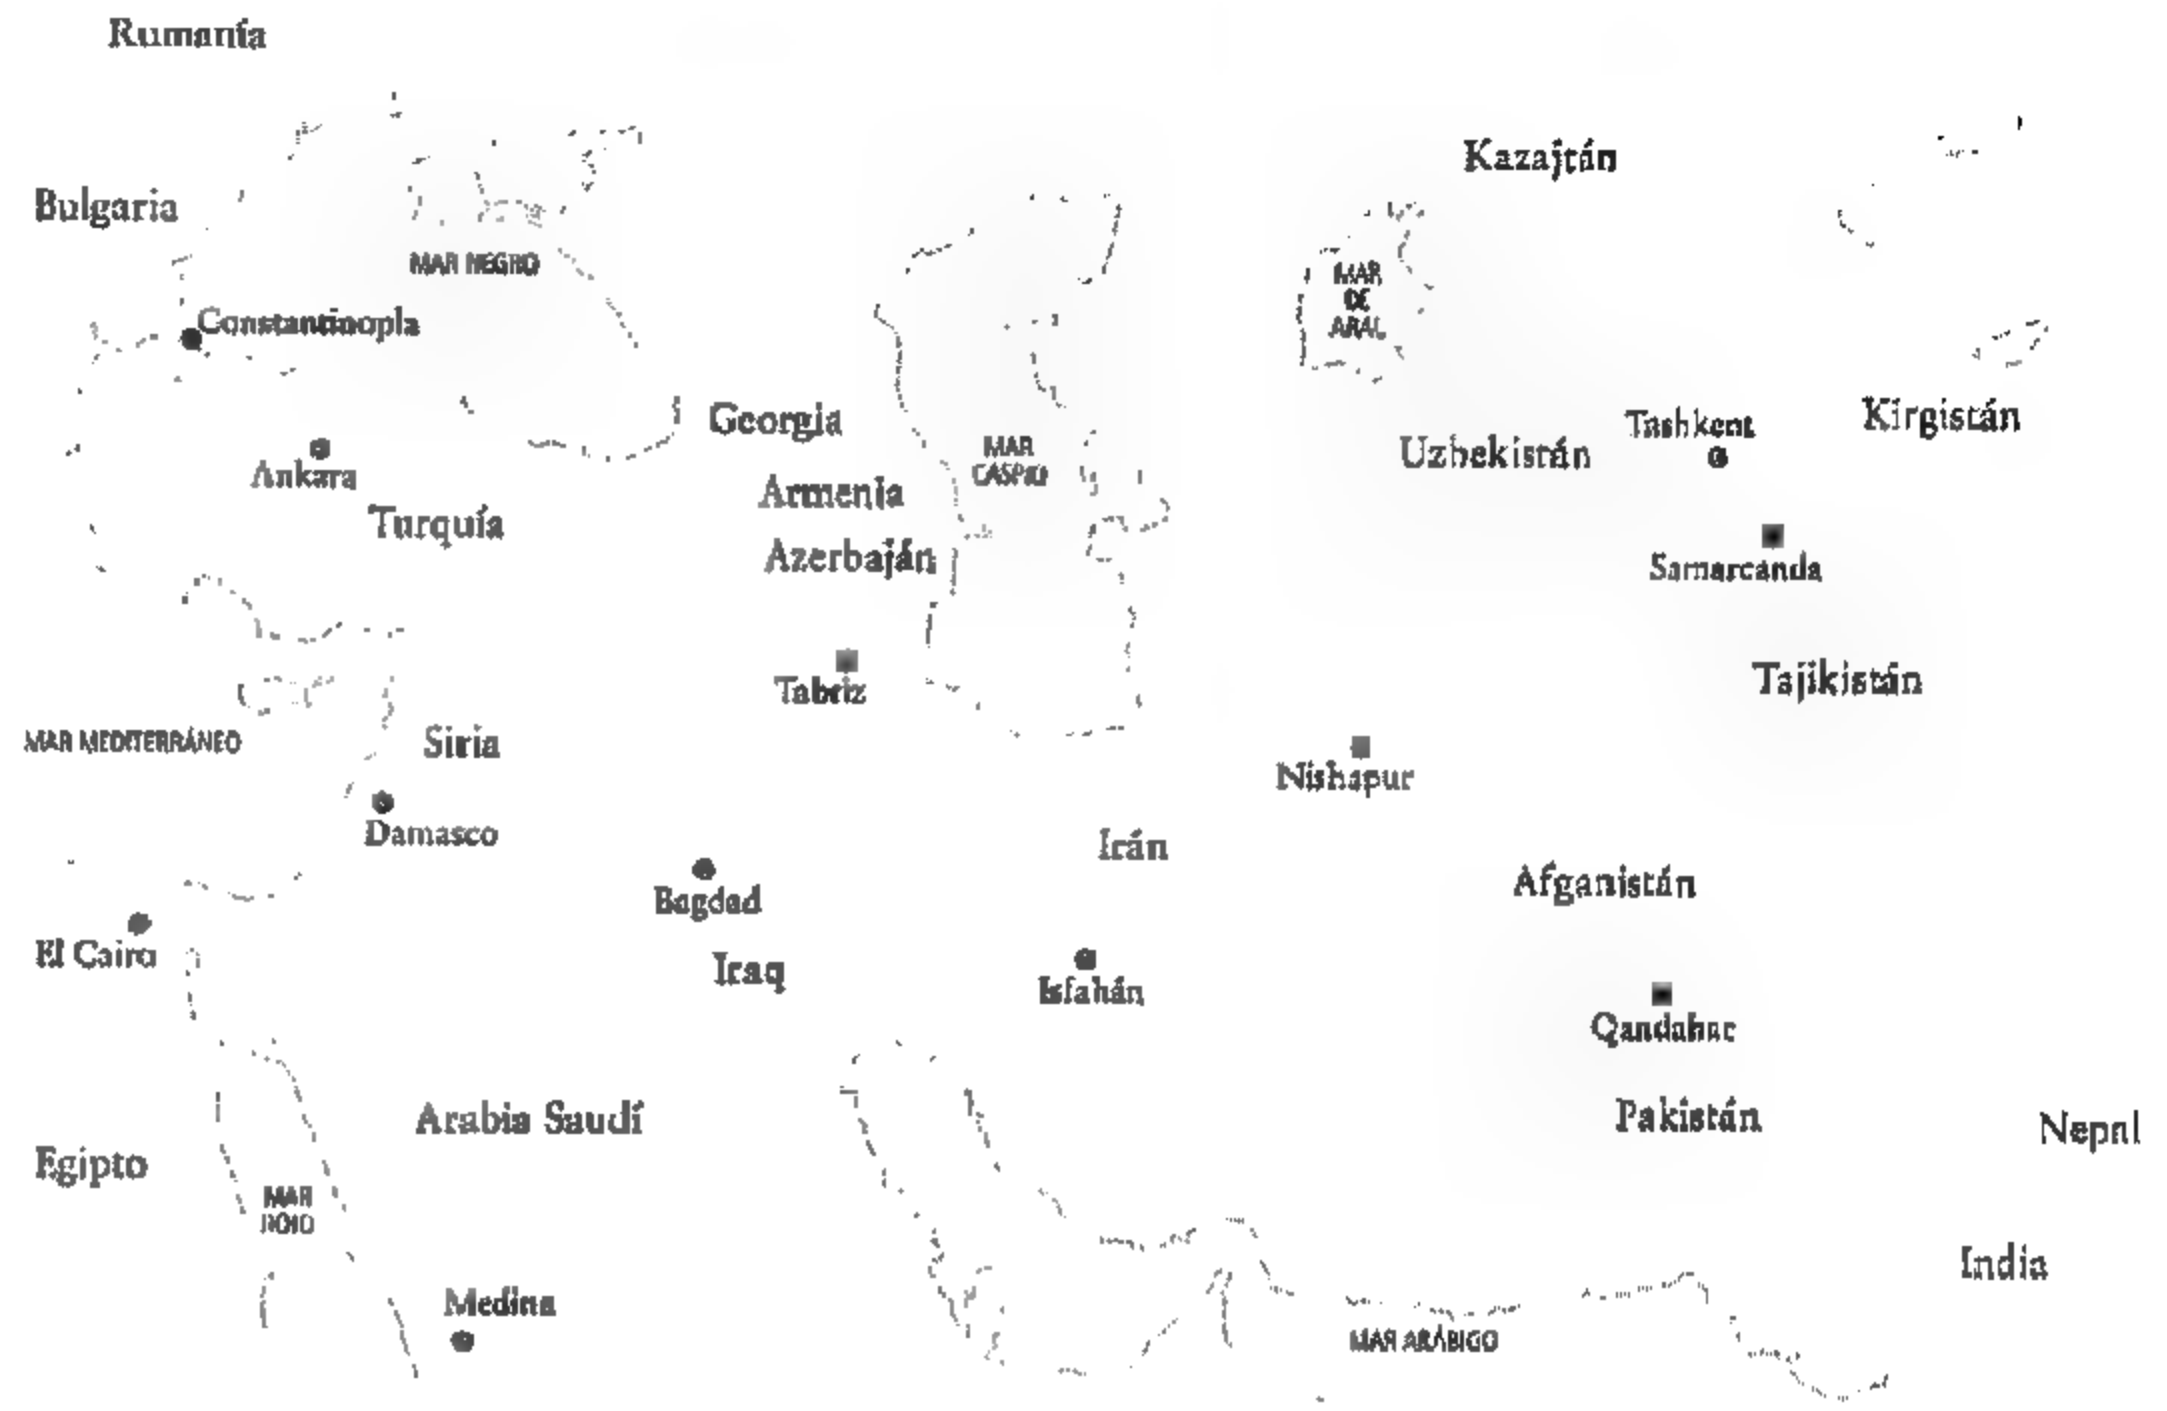 Rumanía
Kazajtán
Bulgaria
MAR NEGRO
MAR
DE
ARAL
Constantinopla
Georgia
Tashkent
Kirgistán
Uzbekistán
MAR
CASPIO
Ankara
Armenia
Turquía
Azerbaján
Samarcanda
Tabriz
Tajikistán
MAR MEDITERRÁNEO
Siria
Nishapur
Damasco
Irán
Afganistán
Bagdad
El Cairo
Iraq
Isfahán
Qandahar
Arabia Saudí
Pakistán
Nepal
Egipto
MAR
ROJO
India
Medina
MAR ARÁBIGO